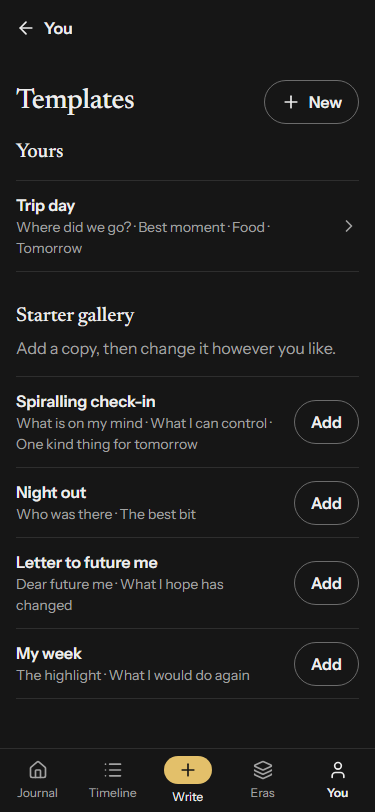 You
Templates
New
Yours
Trip day
Where did we go? · Best moment · Food ·
Tomorrow
Starter gallery
Add a copy, then change it however you like.
Spiralling check-in
What is on my mind · What I can control ·
One kind thing for tomorrow
Add
Night out
Who was there · The best bit
Add
Letter to future me
Dear future me · What I hope has
changed
Add
My week
The highlight · What I would do again
Add
Journal
Timeline
Write
Eras
You